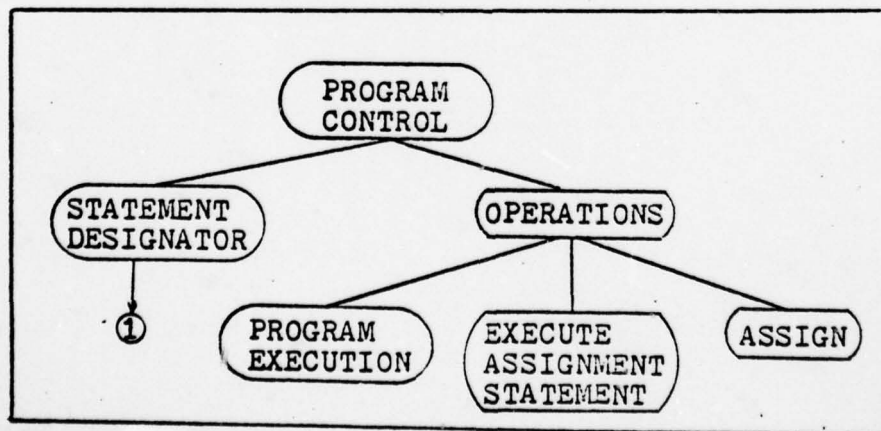 PROGRAM
CONTROL
STATEMENT
DESIGNATOR
OPERATIONS
1
PROGRAM
EXECUTION
EXECUTE
ASSIGNMENT
STATEMENT
ASSIGN